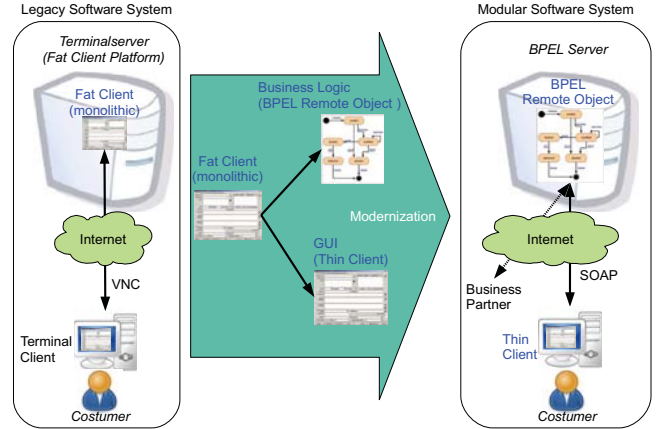 Legacy Software System
Terminalserver
(Fat Client Platform)
Fat Client
(monolithic)
Internet
VNC
Terminal
Client
Costumer
Business Logic
(BPEL Remote Object )
Fat Client
(monolithic)
Modernization
GUI
(Thin Client)
Modular Software System
BPEL Server
BPEL
Remote Object
Internet
Business
Partner
SOAP
Thin
Client
Costumer